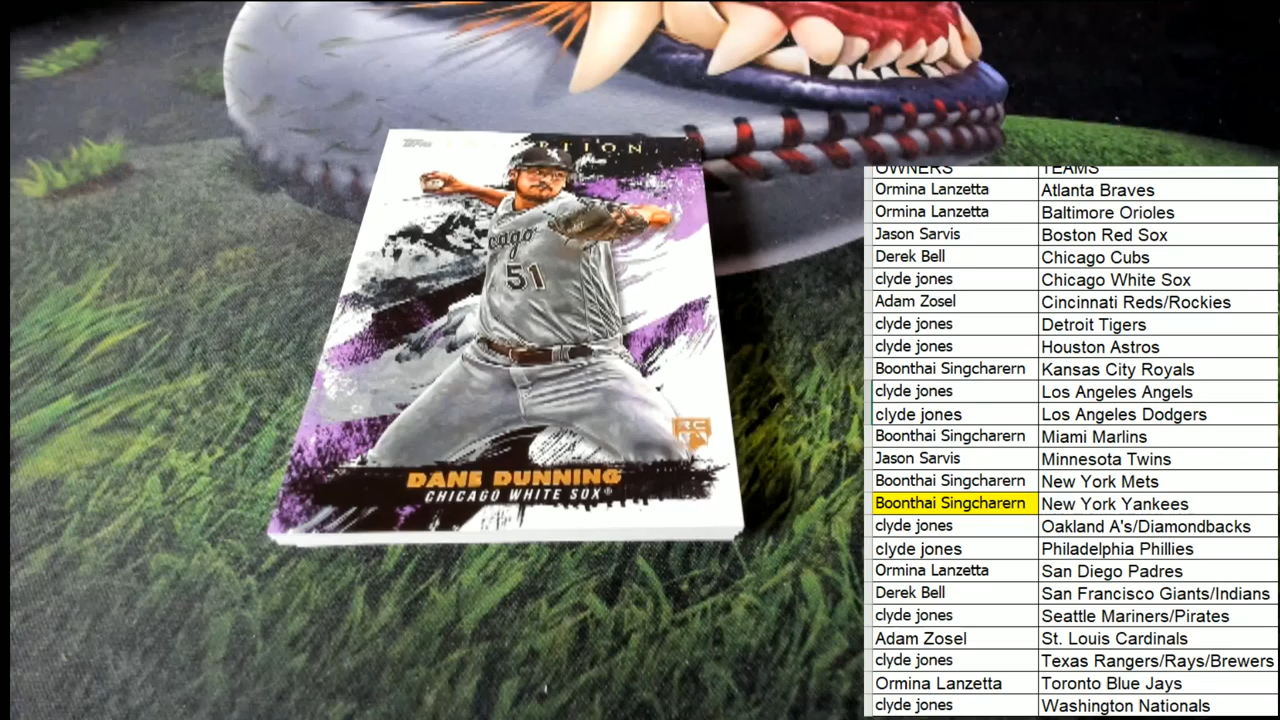 TOPPS
cago
51
RC
DANE DUNNING
CHICAGO WHITE SOX®
OWNERS TEAMS
Ormina Lanzetta Atlanta Braves
Ormina Lanzetta Baltimore Orioles
Jason Sarvis Boston Red Sox
Derek Bell Chicago Cubs
clyde jones Chicago White Sox
Adam Zosel Cincinnati Reds/Rockies
clyde jones Detroit Tigers
clyde jones Houston Astros
Boonthai Singcharern Kansas City Royals
clyde jones Los Angeles Angels
clyde jones Los Angeles Dodgers
Boonthai Singcharern Miami Marlins
Jason Sarvis Minnesota Twins
Boonthai Singcharern New York Mets
Boonthai Singcharern New York Yankees
clyde jones Oakland A's/Diamondbacks
clyde jones Philadelphia Phillies
Ormina Lanzetta San Diego Padres
Derek Bell San Francisco Giants/Indians
clyde jones Seattle Mariners/Pirates
Adam Zosel St. Louis Cardinals
clyde jones Texas Rangers/Rays/Brewers
Ormina Lanzetta Toronto Blue Jays
clyde jones Washington Nationals